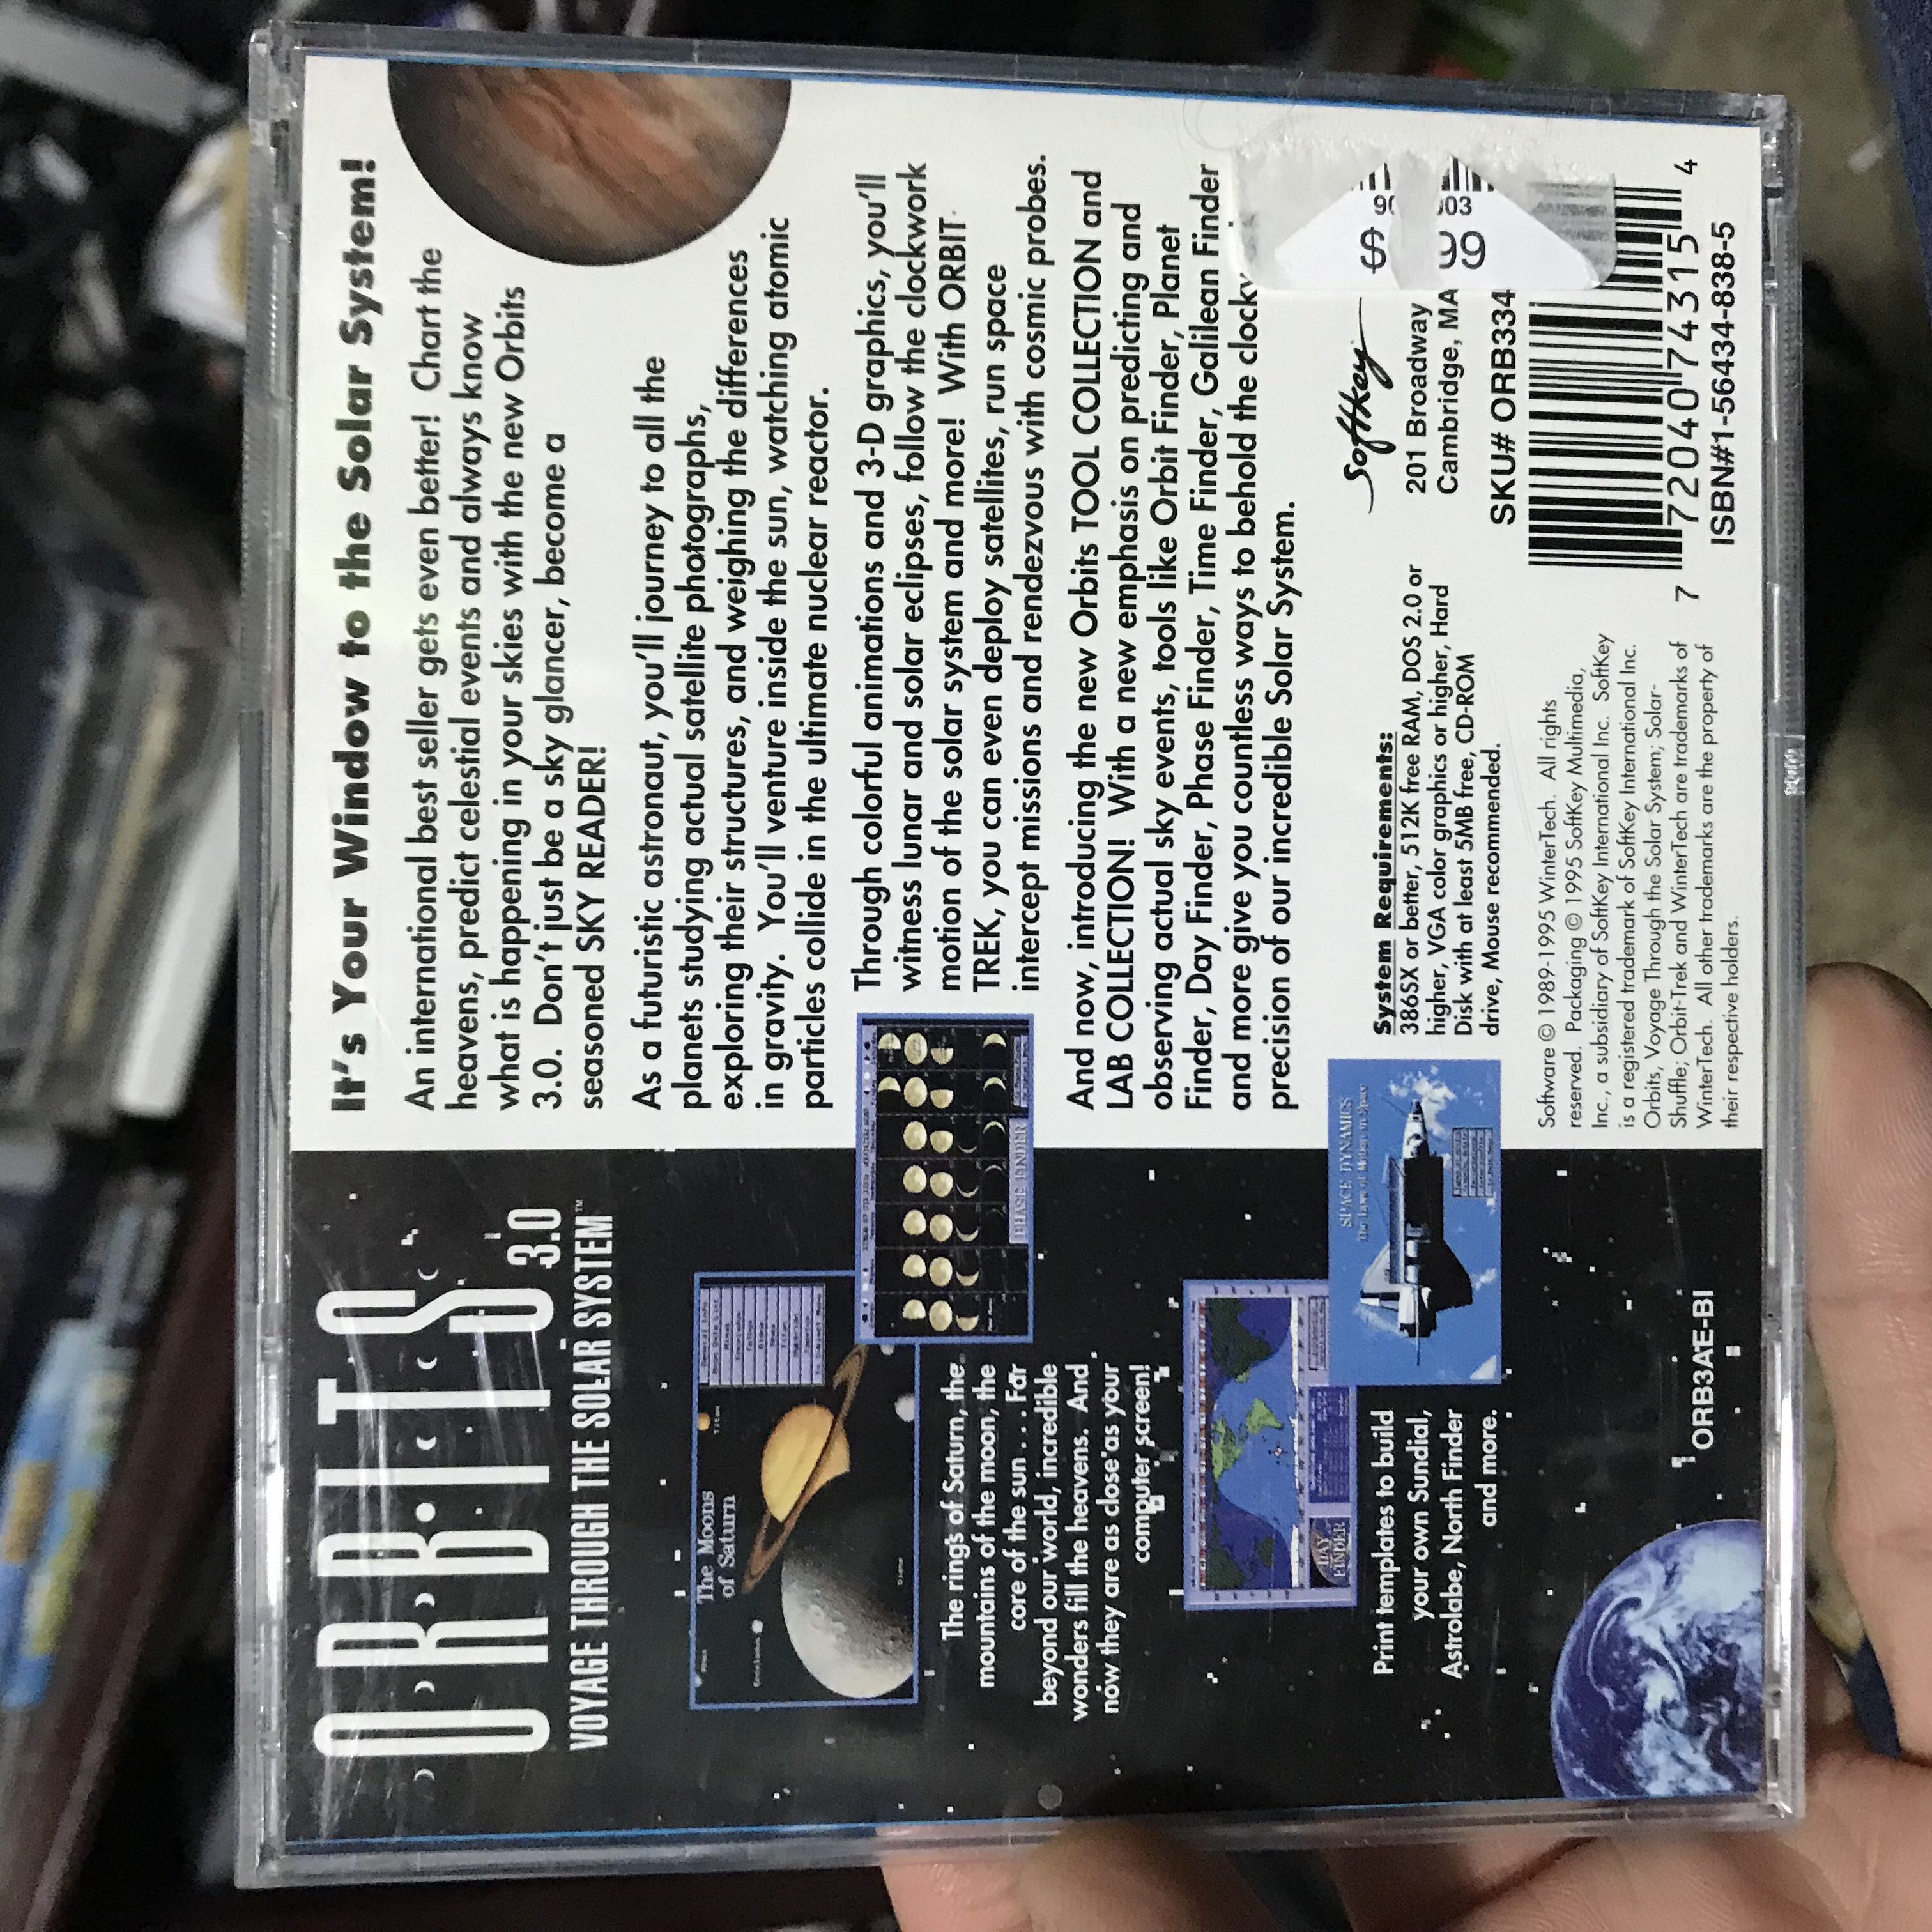 ORBITS 3.0
VOYAGE THROUGH THE SOLAR SYSTEM™
The Moons
of Saturn
The rings of Saturn, the
mountains of the moon, the
core of the sun . . . Far
beyond our world, incredible
wonders fill the heavens. And
now they are as close as your
computer screen!
PHASE FINDER
DAY
FINDER
SPACE DYNAMICS
The Laws of Motion in Space
Print templates to build
your own Sundial,
Astrolabe, North Finder
and more.
ORB3AE-BI
It's Your Window to the Solar System!
An international best seller gets even better! Chart the
heavens, predict celestial events and always know
what is happening in your skies with the new Orbits
3.0. Don't just be a sky glancer, become a
seasoned SKY READER!
As a futuristic astronaut, you'll journey to all the
planets studying actual satellite photographs,
exploring their structures, and weighing the differences
in gravity. You'll venture inside the sun, watching atomic
particles collide in the ultimate nuclear reactor.
Through colorful animations and 3-D graphics, you'll
witness lunar and solar eclipses, follow the clockwork
motion of the solar system and more! With ORBIT
TREK, you can even deploy satellites, run space
intercept missions and rendezvous with cosmic probes.
And now, introducing the new Orbits TOOL COLLECTION and
LAB COLLECTION! With a new emphasis on predicting and
observing actual sky events, tools like Orbit Finder, Planet
Finder, Day Finder, Phase Finder, Time Finder, Galilean Finder
and more give you countless ways to behold the clockw
precision of our incredible Solar System.
System Requirements:
386SX or better, 512K free RAM, DOS 2.0 or
higher, VGA color graphics or higher, Hard
Disk with at least 5MB free, CD-ROM
drive, Mouse recommended.
Softkey
201 Broadway
Cambridge, MA
SKU# ORB334
$ 99
Software © 1989-1995 WinterTech. All rights
reserved. Packaging © 1995 SoftKey Multimedia,
Inc., a subsidiary of SoftKey International Inc. SoftKey
is a registered trademark of SoftKey International Inc.
Orbits, Voyage Through the Solar System; Solar-
Shuffle; Orbit-Trek and WinterTech are trademarks of
WinterTech. All other trademarks are the property of
their respective holders.
7 72040 74315 4
ISBN#1-56434-838-5